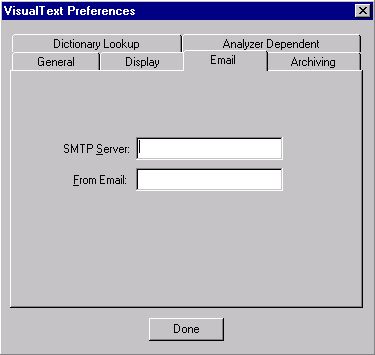 VisualText Preferences
Dictionary Lookup Analyzer Dependent
General Display Email Archiving
SMTP Server:
From Email:
Done